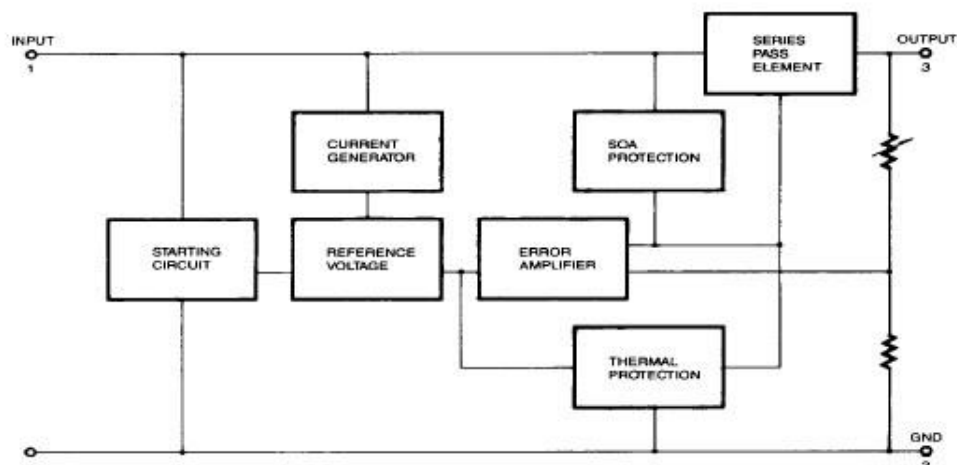 INPUT
1
SERIES
PASS
ELEMENT
OUTPUT
3
CURRENT
GENERATOR
SOA
PROTECTION
STARTING
CIRCUIT
REFERENCE
VOLTAGE
ERROR
AMPLIFIER
THERMAL
PROTECTION
GND